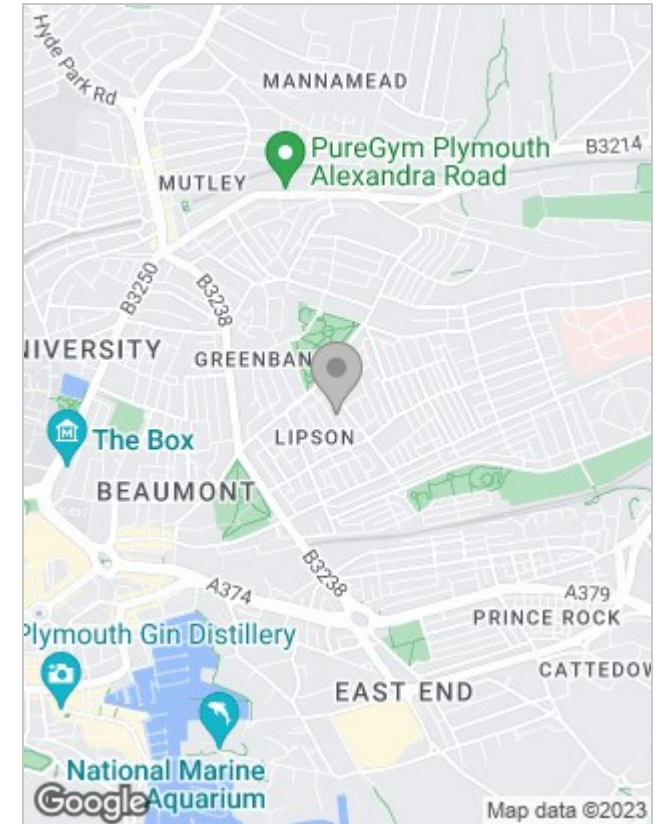 Hyde Park Rd
MANNAMEAD
PureGym Plymouth
Alexandra Road
B3214
MUTLEY
B3250
B3238
IVERSITY
GREENBAN
LIPSON
The Box
BEAUMONT
B3238
A374
A379
PRINCE ROCK
Plymouth Gin Distillery
CATTEDOW
EAST END
National Marine
Aquarium
Google
Map data ©2023